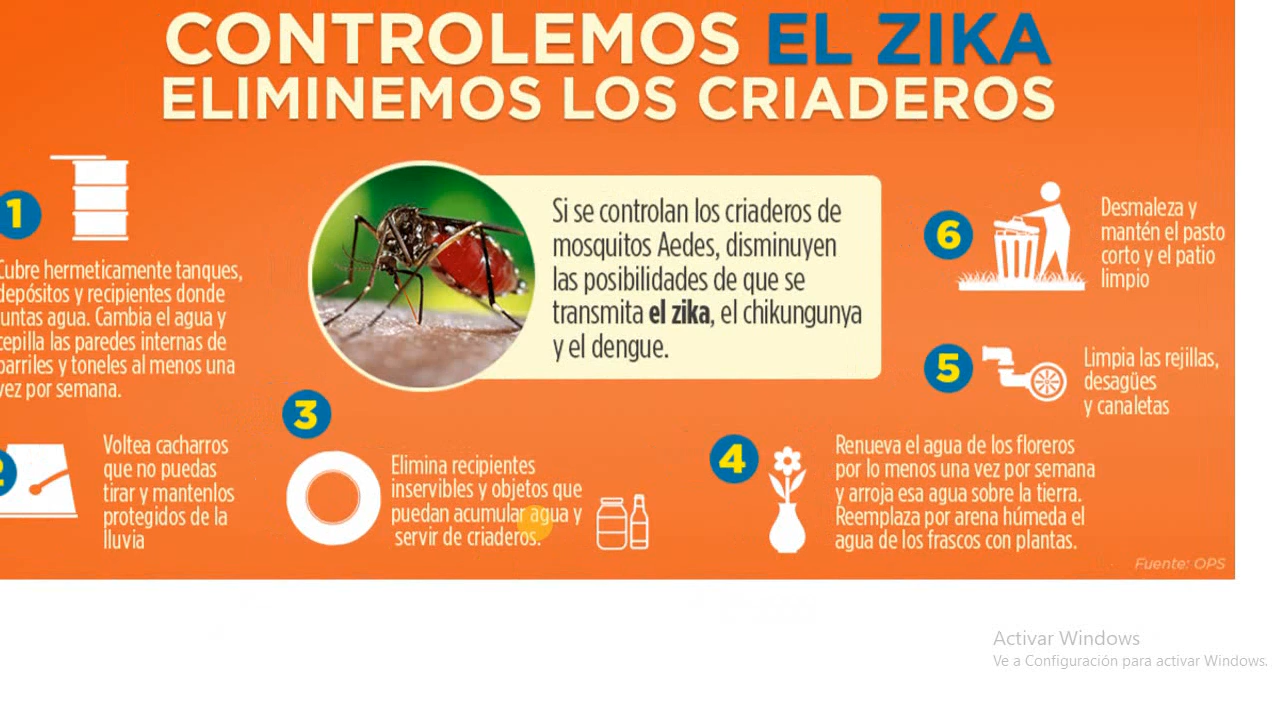 CONTROLEMOS EL ZIKA
ELIMINEMOS LOS CRIADEROS
1
Cubre hermeticamente tanques,
depósitos y recipientes donde
untas agua. Cambia el agua y
cepilla las paredes internas de
barriles y toneles al menos una
vez por semana.
Si se controlan los criaderos de
mosquitos Aedes, disminuyen
las posibilidades de que se
transmita el zika, el chikungunya
y el dengue.
6
Desmaleza y
mantén el pasto
corto y el patio
limpio
5
Limpia las rejillas,
desagües
y canaletas
2
Voltea cacharros
que no puedas
tirar y mantenlos
protegidos de la
lluvia
3
Elimina recipientes
inservibles y objetos que
puedan acumular agua y
servir de criaderos.
4
Renueva el agua de los floreros
por lo menos una vez por semana
y arroja esa agua sobre la tierra.
Reemplaza por arena húmeda el
agua de los frascos con plantas.
Fuente: OPS
Activar Windows
Ve a Configuración para activar Windows.